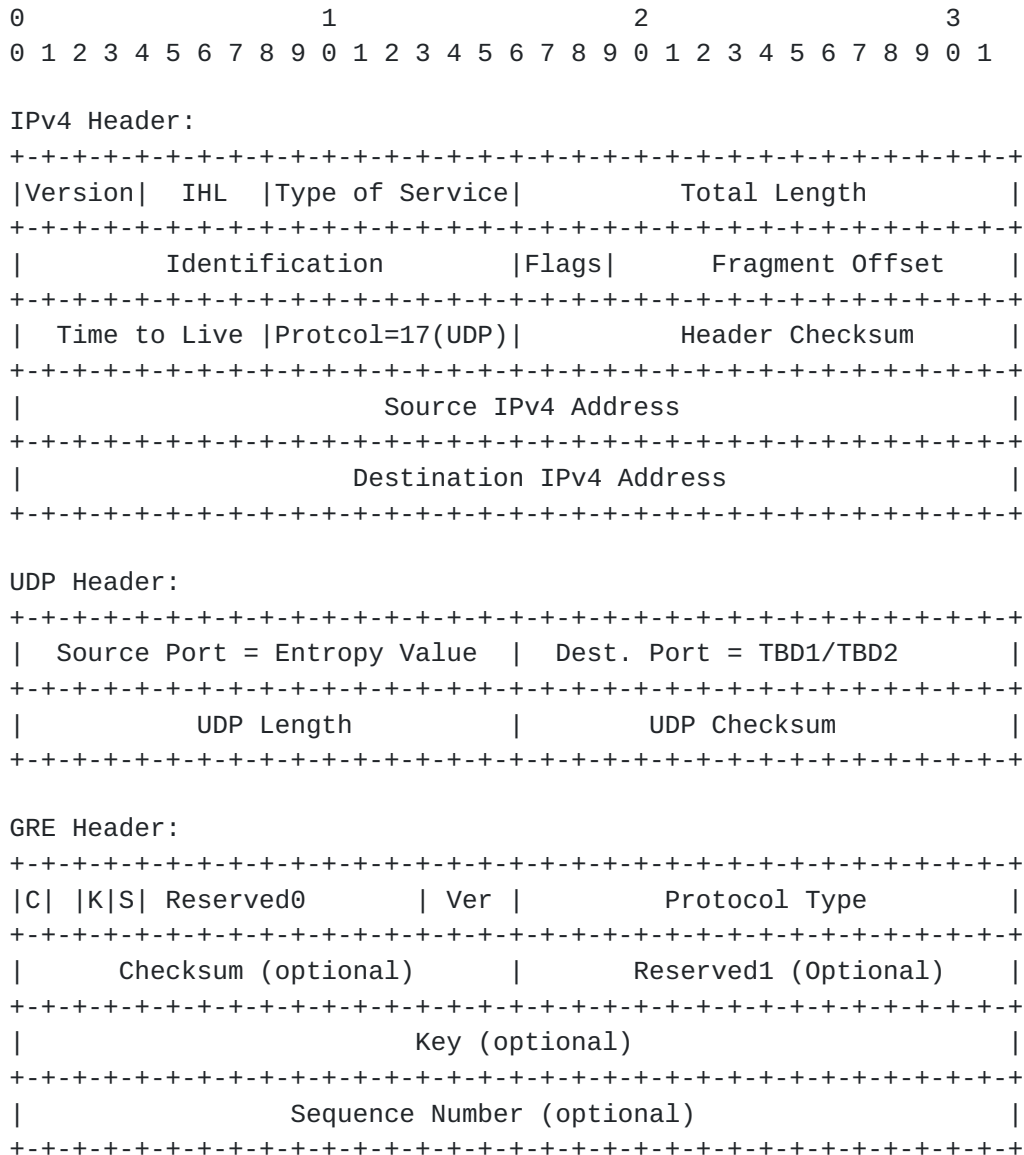 0                   1                   2                   3
0 1 2 3 4 5 6 7 8 9 0 1 2 3 4 5 6 7 8 9 0 1 2 3 4 5 6 7 8 9 0 1

IPv4 Header:
+-+-+-+-+-+-+-+-+-+-+-+-+-+-+-+-+-+-+-+-+-+-+-+-+-+-+-+-+-+-+-+-+
|Version|  IHL  |Type of Service|          Total Length         |
+-+-+-+-+-+-+-+-+-+-+-+-+-+-+-+-+-+-+-+-+-+-+-+-+-+-+-+-+-+-+-+-+
|         Identification        |Flags|      Fragment Offset    |
+-+-+-+-+-+-+-+-+-+-+-+-+-+-+-+-+-+-+-+-+-+-+-+-+-+-+-+-+-+-+-+-+
|  Time to Live |Protcol=17(UDP)|          Header Checksum      |
+-+-+-+-+-+-+-+-+-+-+-+-+-+-+-+-+-+-+-+-+-+-+-+-+-+-+-+-+-+-+-+-+
|                       Source IPv4 Address                     |
+-+-+-+-+-+-+-+-+-+-+-+-+-+-+-+-+-+-+-+-+-+-+-+-+-+-+-+-+-+-+-+-+
|                     Destination IPv4 Address                  |
+-+-+-+-+-+-+-+-+-+-+-+-+-+-+-+-+-+-+-+-+-+-+-+-+-+-+-+-+-+-+-+-+

UDP Header:
+-+-+-+-+-+-+-+-+-+-+-+-+-+-+-+-+-+-+-+-+-+-+-+-+-+-+-+-+-+-+-+-+
|  Source Port = Entropy Value  |  Dest. Port = TBD1/TBD2       |
+-+-+-+-+-+-+-+-+-+-+-+-+-+-+-+-+-+-+-+-+-+-+-+-+-+-+-+-+-+-+-+-+
|           UDP Length          |        UDP Checksum           |
+-+-+-+-+-+-+-+-+-+-+-+-+-+-+-+-+-+-+-+-+-+-+-+-+-+-+-+-+-+-+-+-+

GRE Header:
+-+-+-+-+-+-+-+-+-+-+-+-+-+-+-+-+-+-+-+-+-+-+-+-+-+-+-+-+-+-+-+-+
|C| |K|S| Reserved0       | Ver |         Protocol Type         |
+-+-+-+-+-+-+-+-+-+-+-+-+-+-+-+-+-+-+-+-+-+-+-+-+-+-+-+-+-+-+-+-+
|      Checksum (optional)      |       Reserved1 (Optional)    |
+-+-+-+-+-+-+-+-+-+-+-+-+-+-+-+-+-+-+-+-+-+-+-+-+-+-+-+-+-+-+-+-+
|                         Key (optional)                        |
+-+-+-+-+-+-+-+-+-+-+-+-+-+-+-+-+-+-+-+-+-+-+-+-+-+-+-+-+-+-+-+-+
|                 Sequence Number (optional)                    |
+-+-+-+-+-+-+-+-+-+-+-+-+-+-+-+-+-+-+-+-+-+-+-+-+-+-+-+-+-+-+-+-+